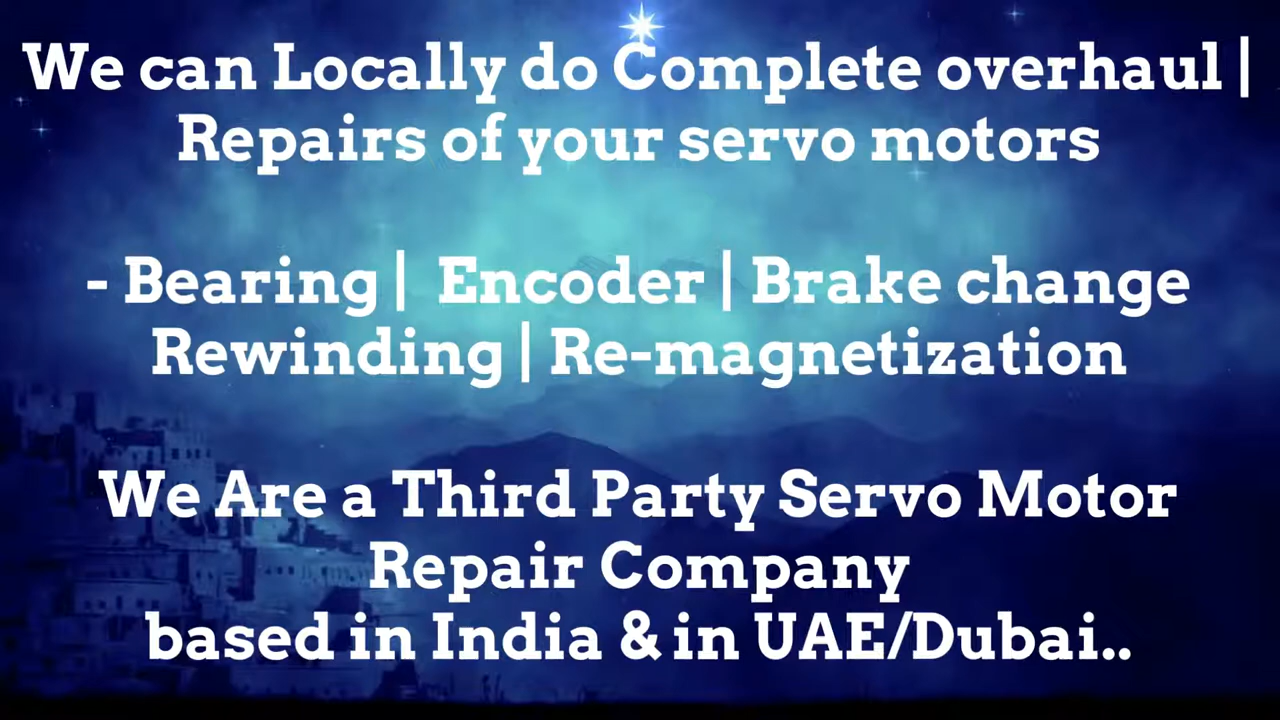 We can Locally do Complete overhaul |
Repairs of your servo motors
- Bearing | Encoder | Brake change
Rewinding | Re-magnetization
We Are a Third Party Servo Motor
Repair Company
based in India & in UAE/Dubai..